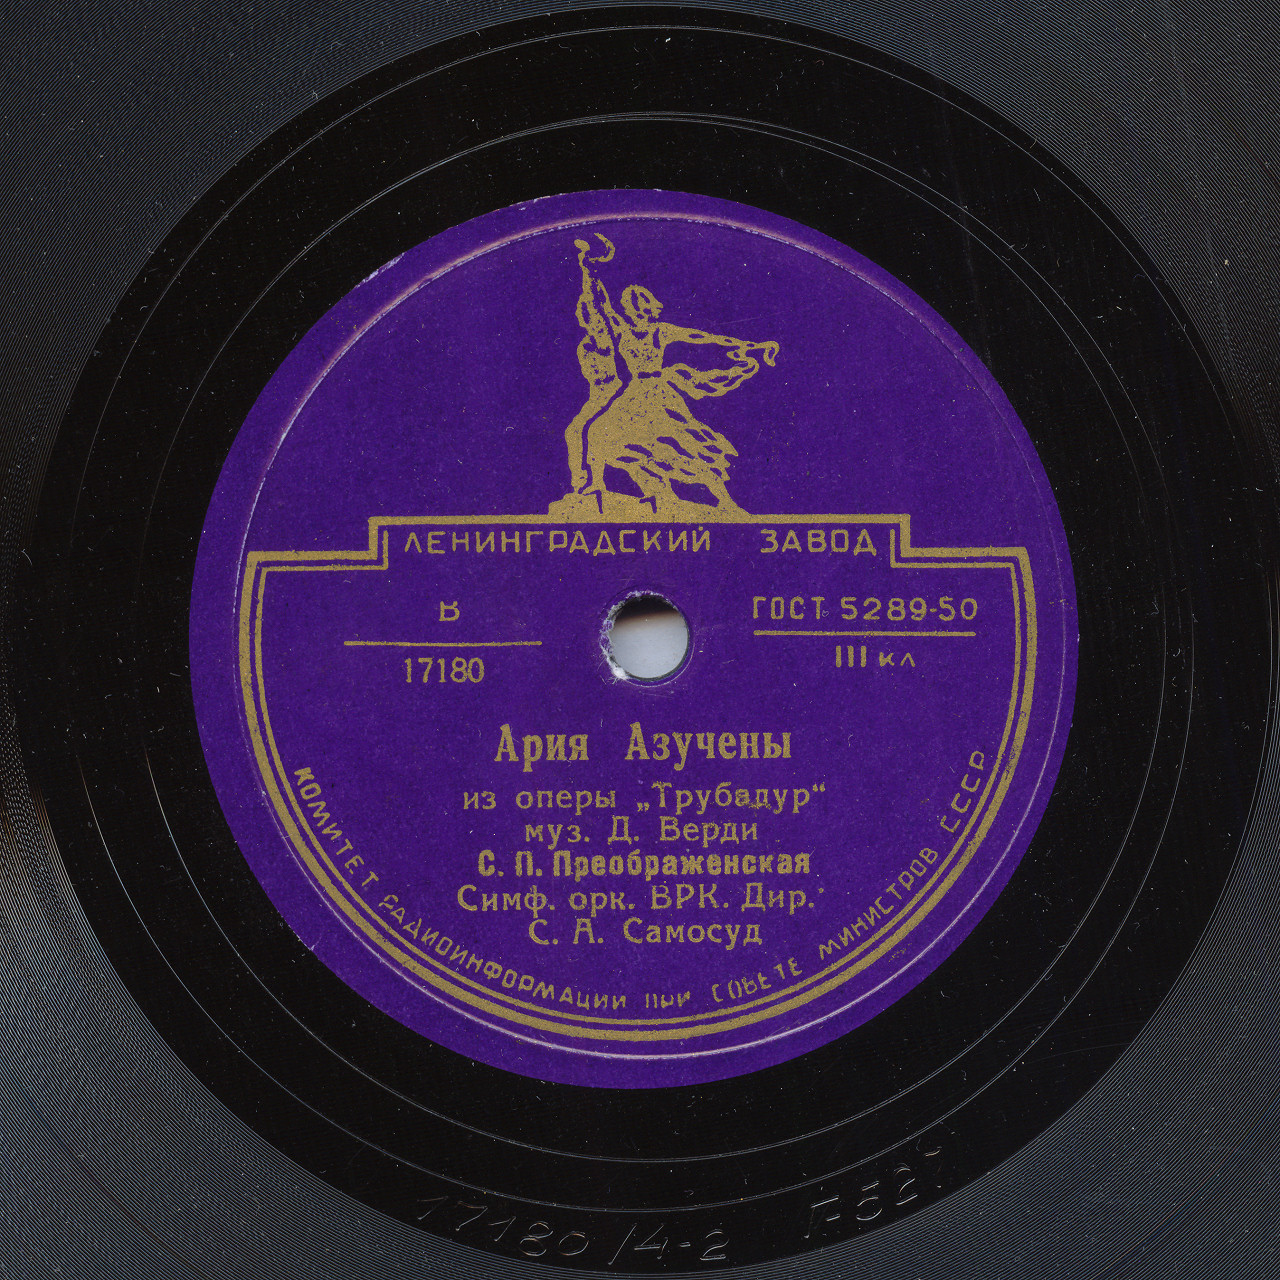 ЛЕНИНГРАДСКИЙ ЗАВОД
В
17180
ГОСТ 5289-50
III кл
Ария Азучены
из оперы „Трубадур“
муз. Д. Верди
С. П. Преображенская
Симф. орк. ВРК. Дир.
С. А. Самосуд
КОМИТЕТ РАДИОИНФОРМАЦИИ ПРИ СОВЕТЕ МИНИСТРОВ СССР
17180/4-2